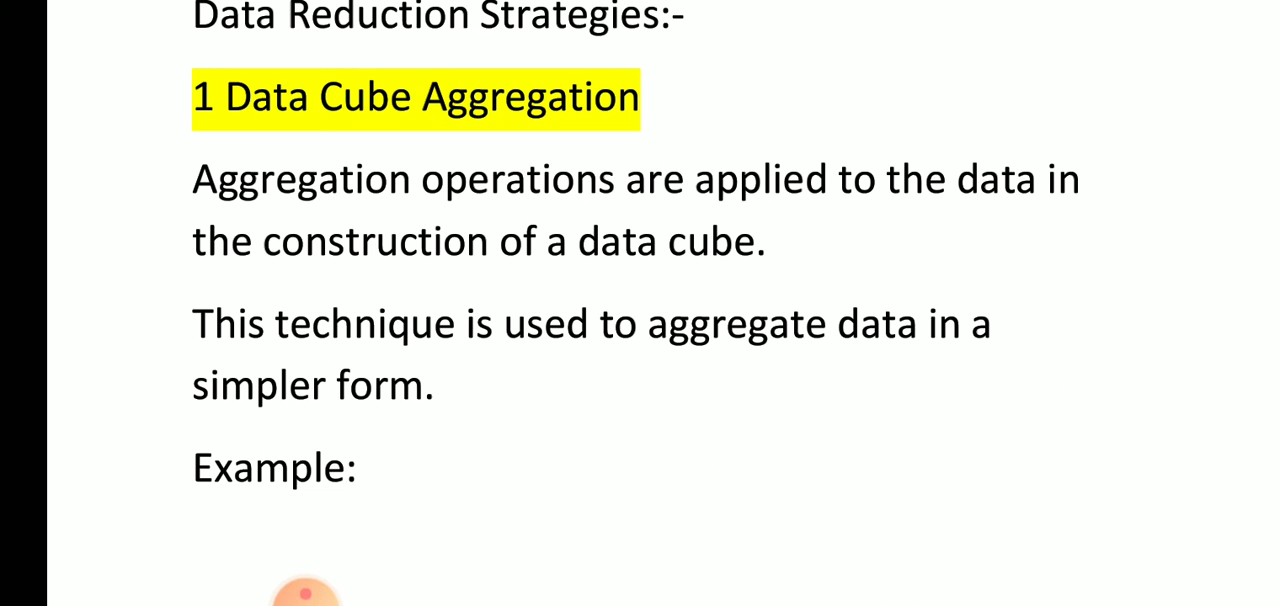 Data Reduction Strategies:-
1 Data Cube Aggregation
Aggregation operations are applied to the data in
the construction of a data cube.
This technique is used to aggregate data in a
simpler form.
Example: